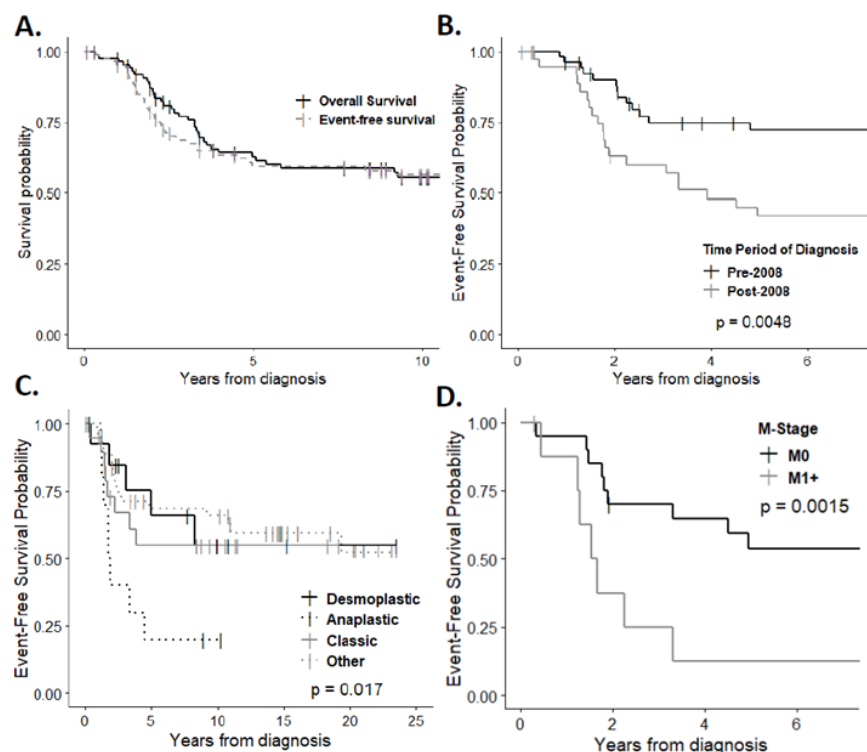 A.
Survival probability
1.00
0.75
0.50
0.25
0.00
Overall Survival
Event-free survival
0 5 10
Years from diagnosis
B.
Event-Free Survival Probability
1.00
0.75
0.50
0.25
0.00
Time Period of Diagnosis
Pre-2008
Post-2008
p = 0.0048
0 2 4 6
Years from diagnosis
C.
Event-Free Survival Probability
1.00
0.75
0.50
0.25
0.00
Desmoplastic
Anaplastic
Classic
Other
p = 0.017
0 5 10 15 20 25
Years from diagnosis
D.
Event-Free Survival Probability
1.00
0.75
0.50
0.25
0.00
M-Stage
M0
M1+
p = 0.0015
0 2 4 6
Years from diagnosis